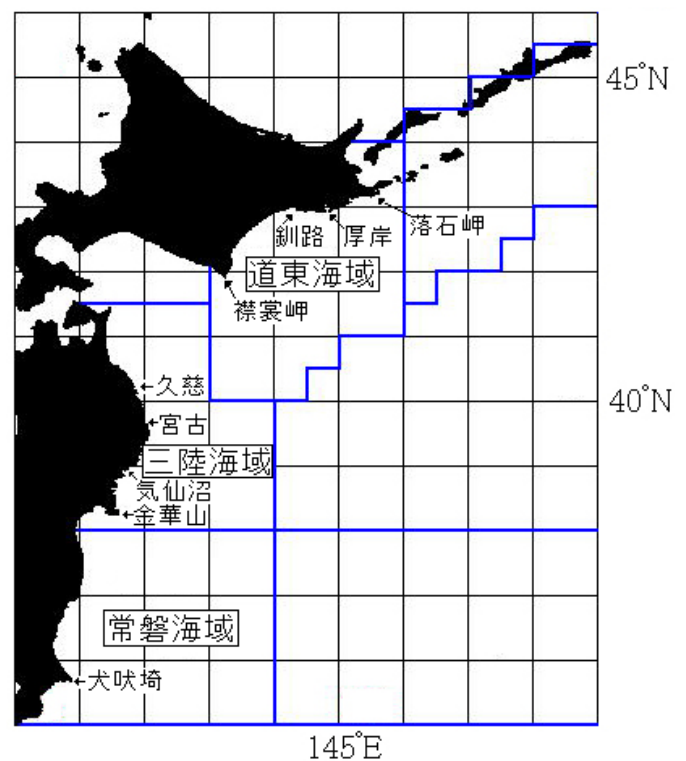 45°N
落石岬
釧路
厚岸
道東海域
襟裳岬
久慈
40°N
宮古
三陸海域
気仙沼
金華山
常磐海域
犬吠埼
145°E